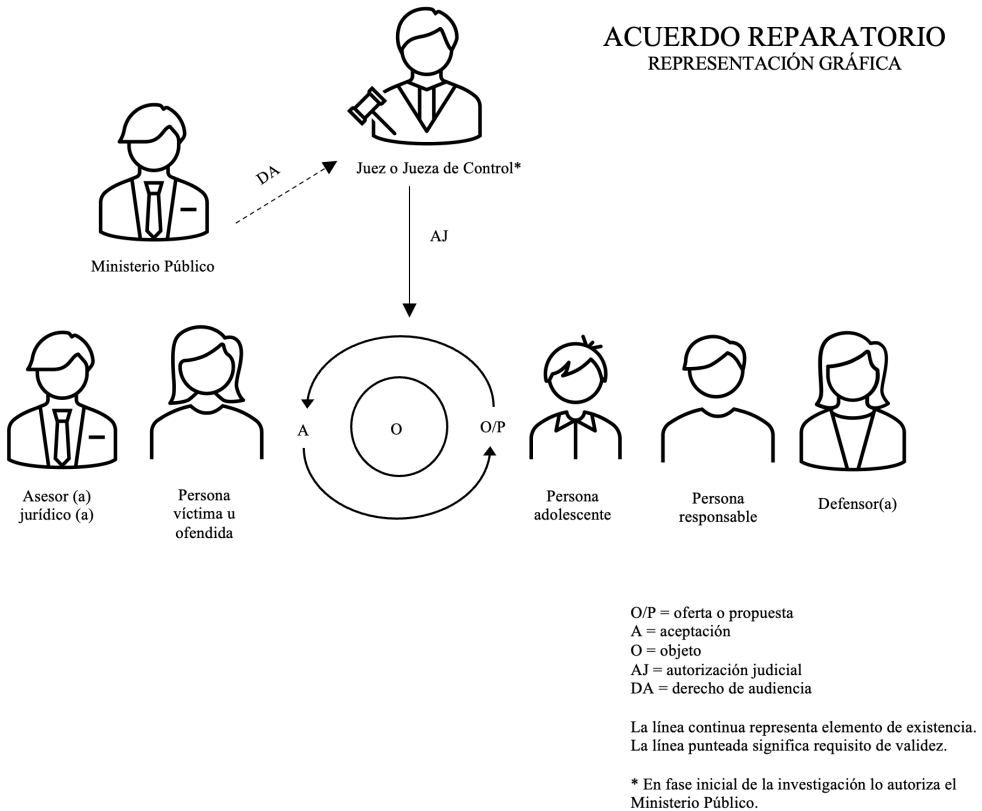 ACUERDO REPARATORIO
REPRESENTACIÓN GRÁFICA
Juez o Jueza de Control*
DA
Ministerio Público
AJ
A
O
O/P
Asesor (a)
jurídico (a)
Persona
víctima u
ofendida
Persona
adolescente
Persona
responsable
Defensor(a)
O/P = oferta o propuesta
A = aceptación
O = objeto
AJ = autorización judicial
DA = derecho de audiencia
La línea continua representa elemento de existencia.
La línea punteada significa requisito de validez.
* En fase inicial de la investigación lo autoriza el
Ministerio Público.